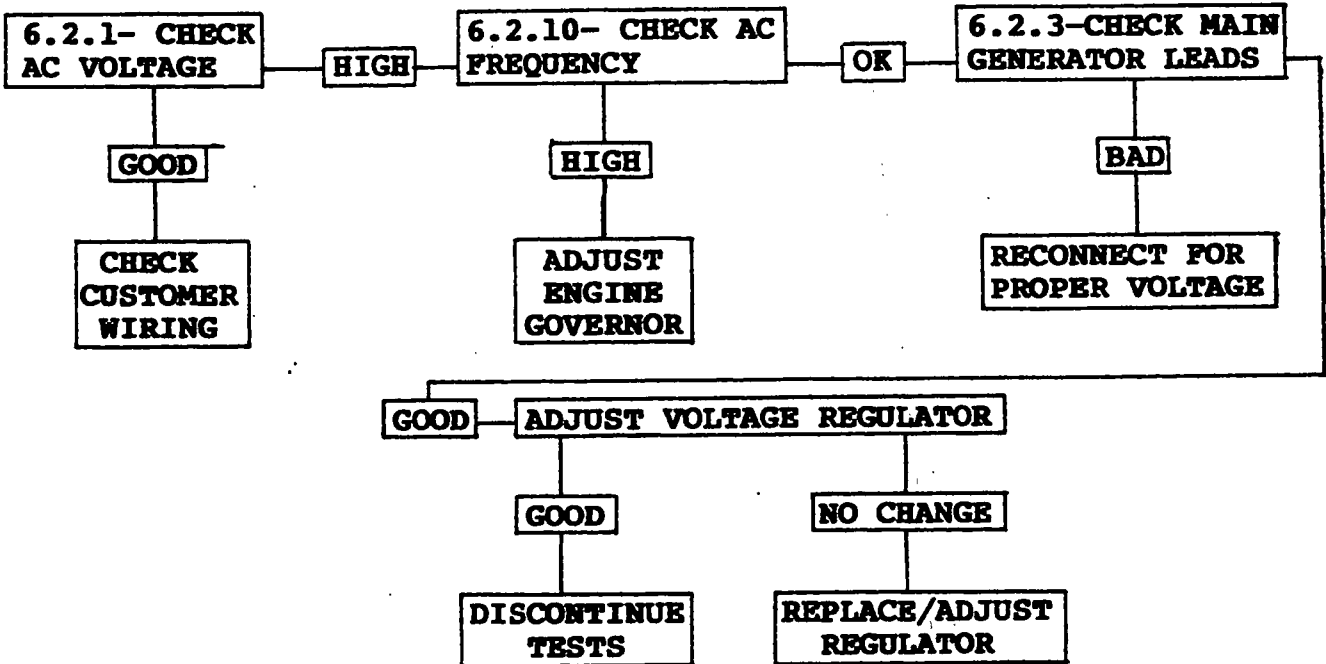 6.2.1- CHECK
AC VOLTAGE
HIGH
6.2.10- CHECK AC
FREQUENCY
OK
6.2.3-CHECK MAIN
GENERATOR LEADS
GOOD
HIGH
BAD
CHECK
CUSTOMER
WIRING
ADJUST
ENGINE
GOVERNOR
RECONNECT FOR
PROPER VOLTAGE
GOOD
ADJUST VOLTAGE REGULATOR
GOOD
NO CHANGE
DISCONTINUE
TESTS
REPLACE/ADJUST
REGULATOR